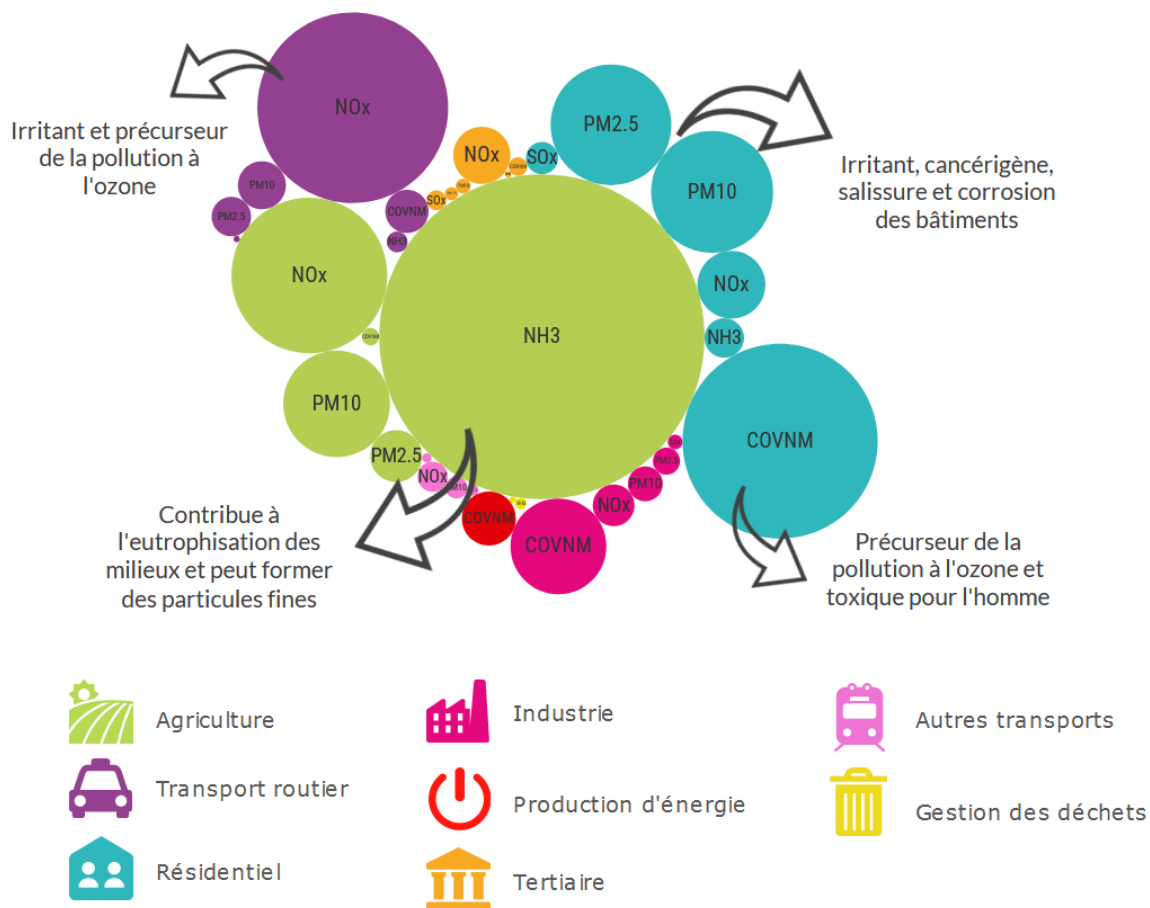 NOx
Irritant et précurseur
de la pollution à
l'ozone
PM10
PM2.5
COVNM
NH3
NOx
SOx
COVNM
SOx
PM2.5
PM10
Irritant, cancérigène,
salissure et corrosion
des bâtiments
NOx
NOx
NH3
NH3
COVNM
PM10
COVNM
PM2.5
NOx
PM10
COVNM
COVNM
NOx
PM10
PM2.5
Contribue à
l'eutrophisation des
milieux et peut former
des particules fines
Précurseur de la
pollution à l'ozone et
toxique pour l'homme
Agriculture
Transport routier
Résidentiel
Industrie
Production d'énergie
Tertiaire
Autres transports
Gestion des déchets